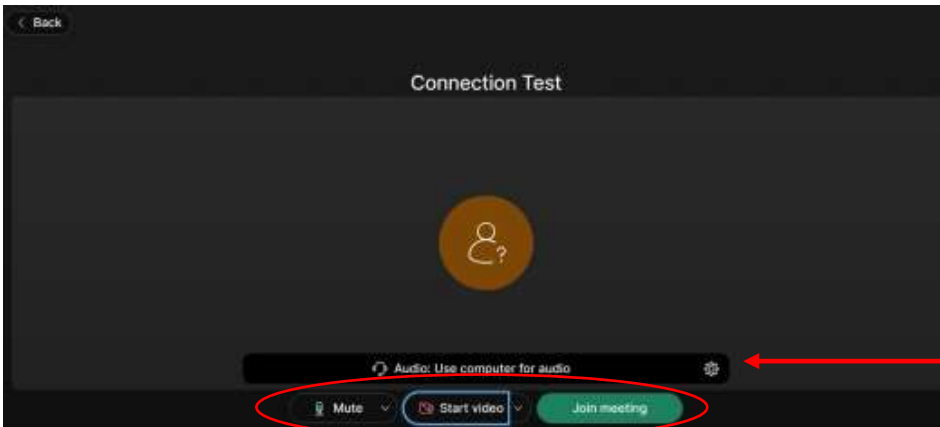 Back
Connection Test
?
Audio: Use computer for audio
Mute
Start video
Join meeting